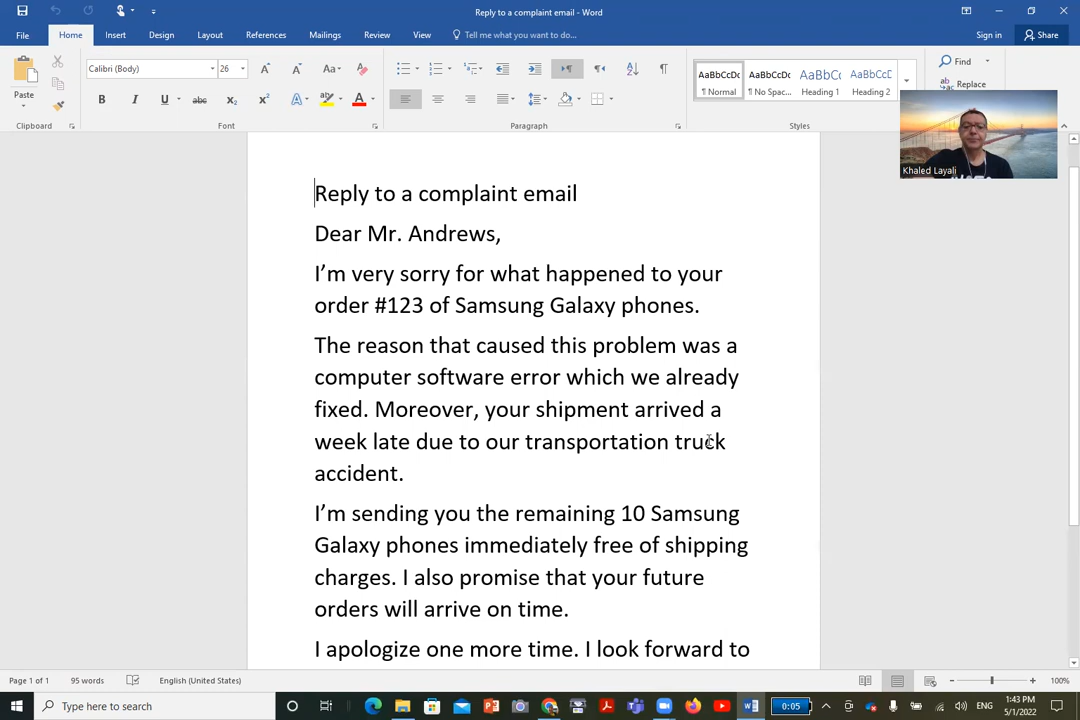 Reply to a complaint email - Word
File
Home
Insert
Design
Layout
References
Mailings
Review
View
Tell me what you want to do...
Sign in
Share
Paste
Clipboard
Calibri (Body)
26
Font
Paragraph
AaBbCcDc
¶ Normal
AaBbCcDc
¶ No Spac...
AaBbCc
Heading 1
AaBbCcD
Heading 2
Styles
Find
Replace
Khaled Layali
Reply to a complaint email
Dear Mr. Andrews,
I’m very sorry for what happened to your
order #123 of Samsung Galaxy phones.
The reason that caused this problem was a
computer software error which we already
fixed. Moreover, your shipment arrived a
week late due to our transportation truck
accident.
I’m sending you the remaining 10 Samsung
Galaxy phones immediately free of shipping
charges. I also promise that your future
orders will arrive on time.
I apologize one more time. I look forward to
Page 1 of 1
95 words
English (United States)
100%
Type here to search
0:05
ENG
1:43 PM
5/1/2022